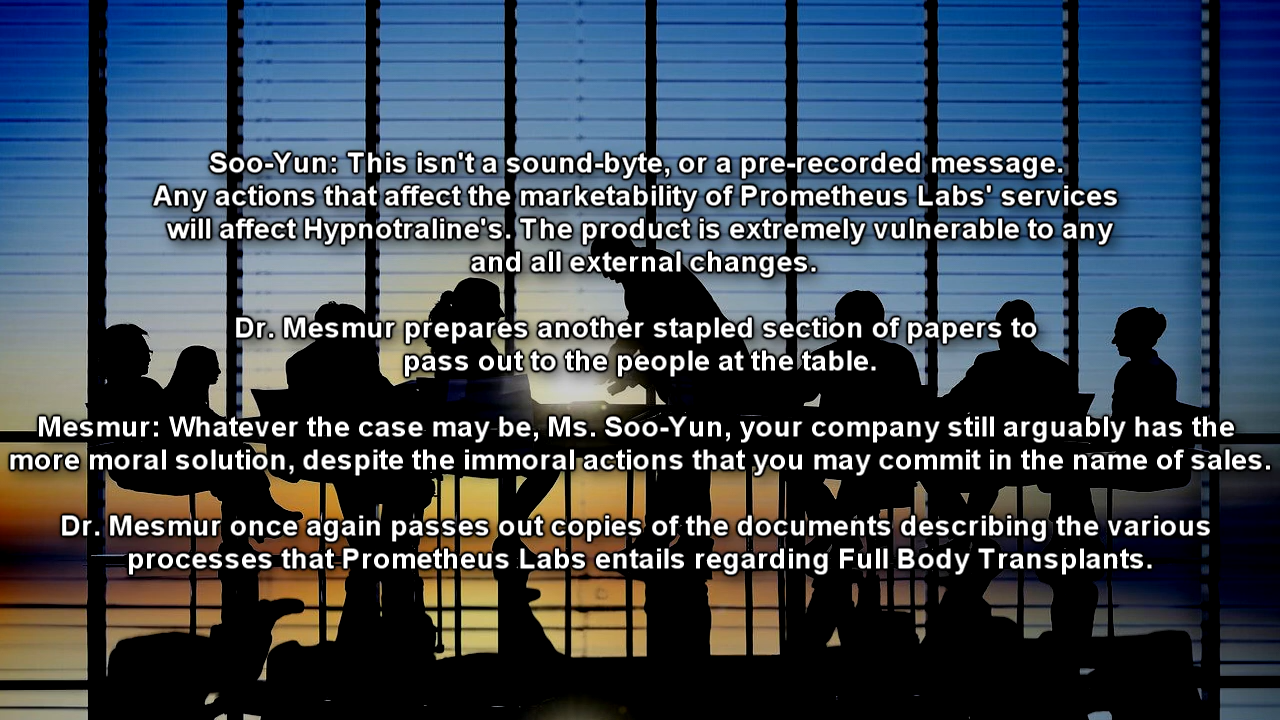 Soo-Yun: This isn't a sound-byte, or a pre-recorded message.
Any actions that affect the marketability of Prometheus Labs' services
will affect Hypnotraline's. The product is extremely vulnerable to any
and all external changes.
Dr. Mesmur prepares another stapled section of papers to
pass out to the people at the table.
Mesmur: Whatever the case may be, Ms. Soo-Yun, your company still arguably has the
more moral solution, despite the immoral actions that you may commit in the name of sales.
Dr. Mesmur once again passes out copies of the documents describing the various
processes that Prometheus Labs entails regarding Full Body Transplants.